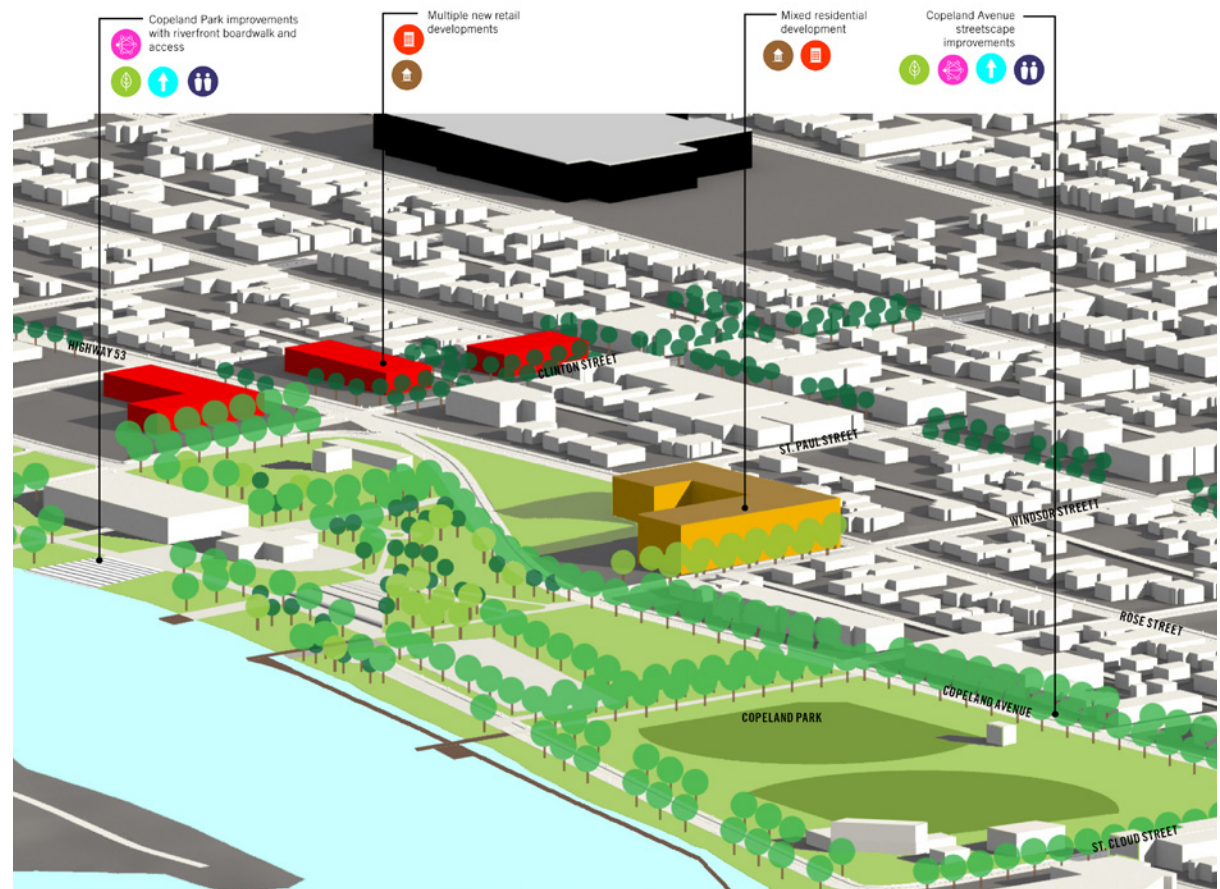 Copeland Park improvements
with riverfront boardwalk and
access
Multiple new retail
developments
Mixed residential
development
Copeland Avenue
streetscape
improvements
HIGHWAY 53
CLINTON STREET
ST. PAUL STREET
WINDSOR STREETT
ROSE STREET
COPELAND AVENUE
COPELAND PARK
ST. CLOUD STREET